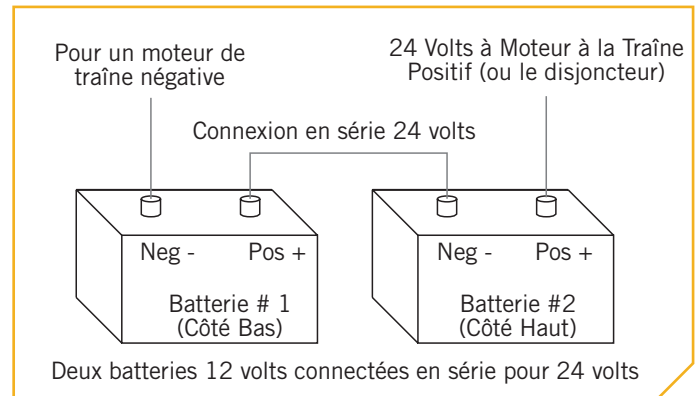 Pour un moteur de
traîne négative
24 Volts à Moteur à la Traîne
Positif (ou le disjoncteur)
Connexion en série 24 volts
Neg - Pos +
Batterie # 1
(Côté Bas)
Neg - Pos +
Batterie #2
(Côté Haut)
Deux batteries 12 volts connectées en série pour 24 volts